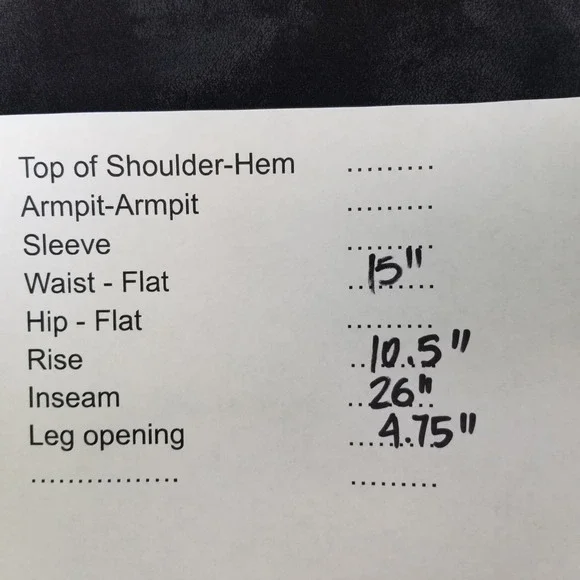 Top of Shoulder-Hem .........
Armpit-Armpit .........
Sleeve .........
Waist - Flat 15"
Hip - Flat .........
Rise 10.5"
Inseam 26"
Leg opening 4.75"
................ .........